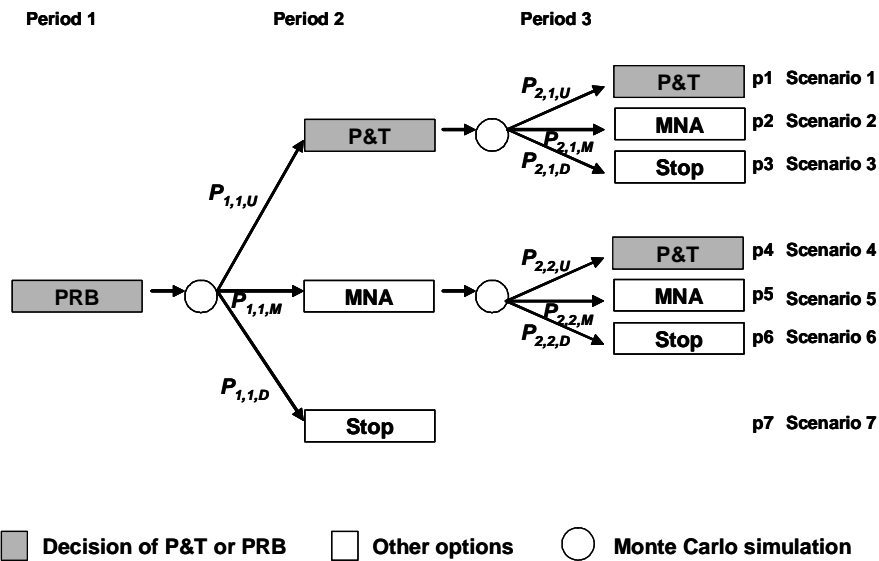 Period 1 Period 2 Period 3
P2,1,U P&T p1 Scenario 1
P&T MNA p2 Scenario 2
P2,1,M
P2,1,D Stop p3 Scenario 3
P1,1,U
P2,2,U P&T p4 Scenario 4
PRB P1,1,M MNA MNA p5 Scenario 5
P2,2,M
P2,2,D Stop p6 Scenario 6
P1,1,D
Stop p7 Scenario 7
Decision of P&T or PRB Other options Monte Carlo simulation